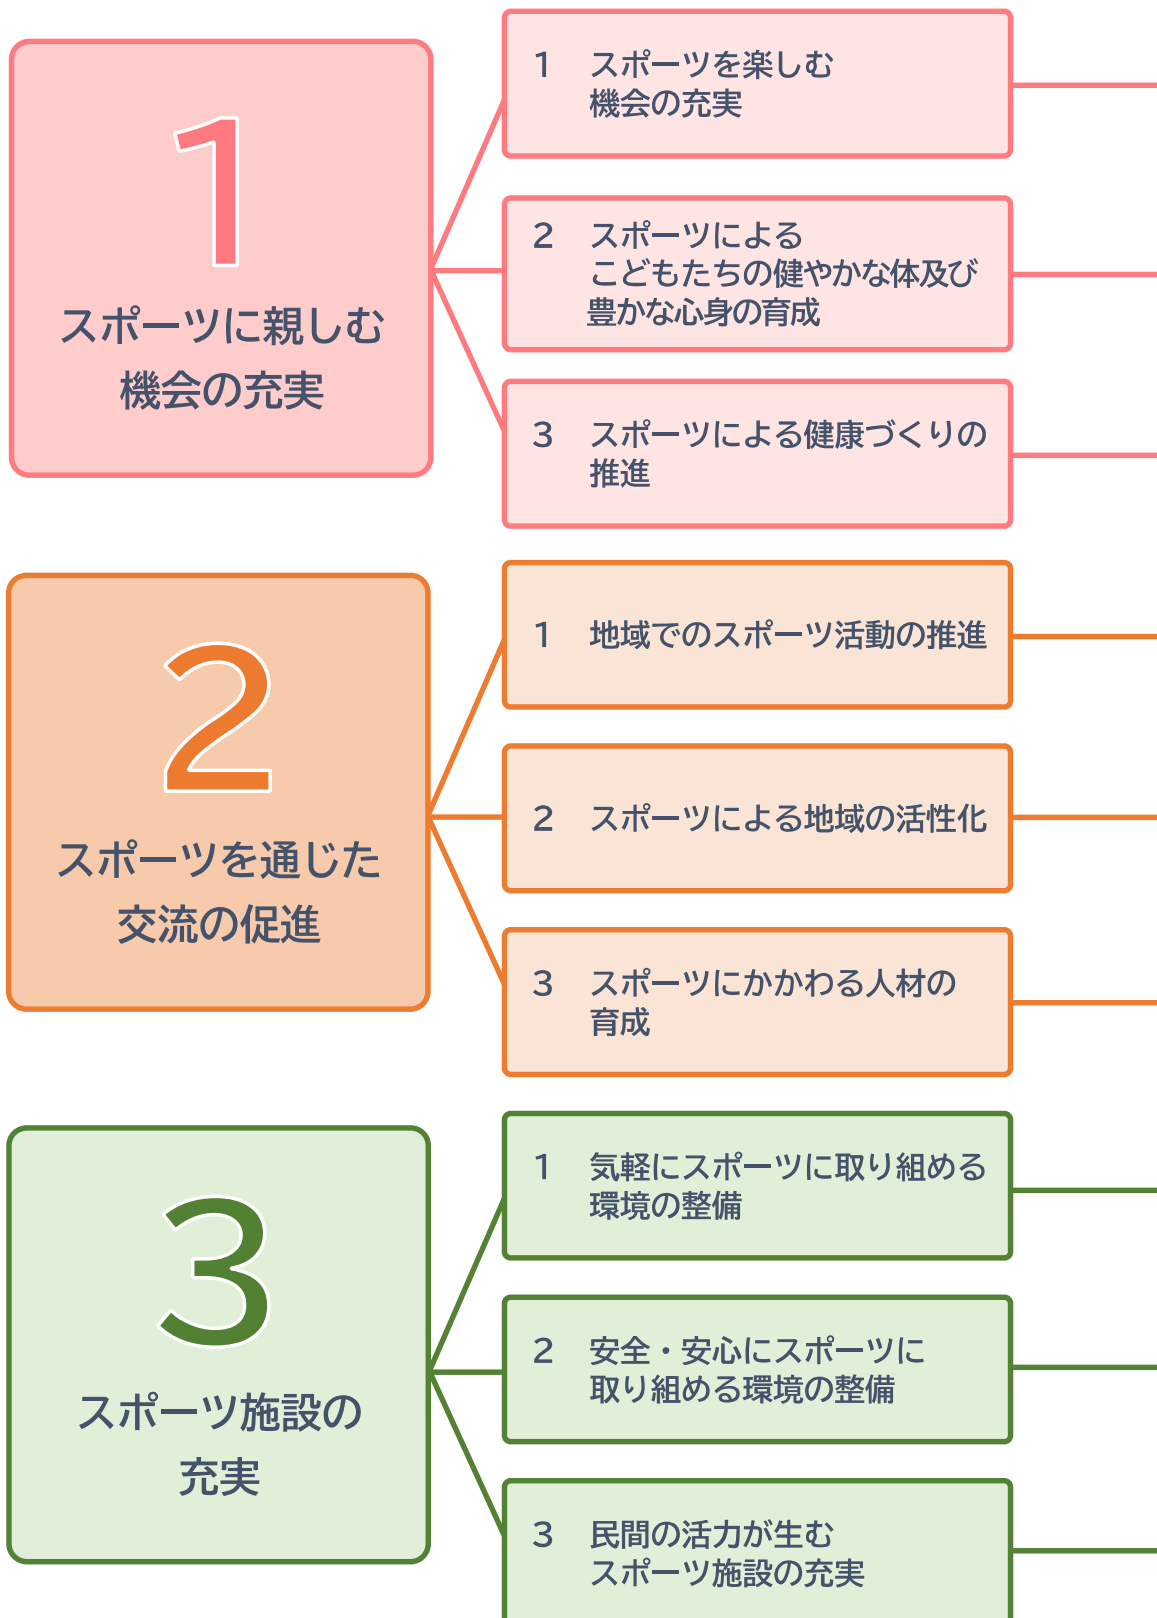 1
スポーツに親しむ
機会の充実
1 スポーツを楽しむ
機会の充実
2 スポーツによる
こどもたちの健やかな体及び
豊かな心身の育成
3 スポーツによる健康づくりの
推進
2
スポーツを通じた
交流の促進
1 地域でのスポーツ活動の推進
2 スポーツによる地域の活性化
3 スポーツにかかわる人材の
育成
3
スポーツ施設の
充実
1 気軽にスポーツに取り組める
環境の整備
2 安全・安心にスポーツに
取り組める環境の整備
3 民間の活力が生む
スポーツ施設の充実